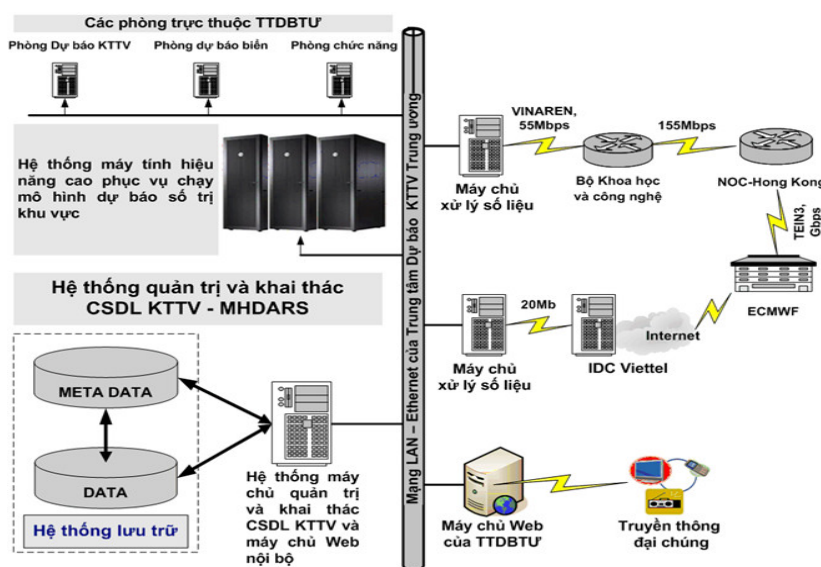 Các phòng trực thuộc TTDBTƯ
Phòng Dự báo KTTV
Phòng dự báo biển
Phòng chức năng
Hệ thống máy tính hiệu
năng cao phục vụ chạy
mô hình dự báo số trị
khu vực
Hệ thống quản trị và khai thác
CSDL KTTV - MHDARS
META DATA
DATA
Hệ thống lưu trữ
Hệ thống máy
chủ quản trị
và khai thác
CSDL KTTV và
máy chủ Web
nội bộ
Mạng LAN – Ethernet của Trung tâm Dự báo KTTV Trung ương
VINAREN,
55Mbps
155Mbps
Máy chủ
xử lý số liệu
Bộ Khoa học
và công nghệ
NOC-Hong Kong
TEIN3,
Gbps
ECMWF
20Mb
Internet
Máy chủ
xử lý số liệu
IDC Viettel
Máy chủ Web
của TTDBTƯ
Truyền thông
đại chúng